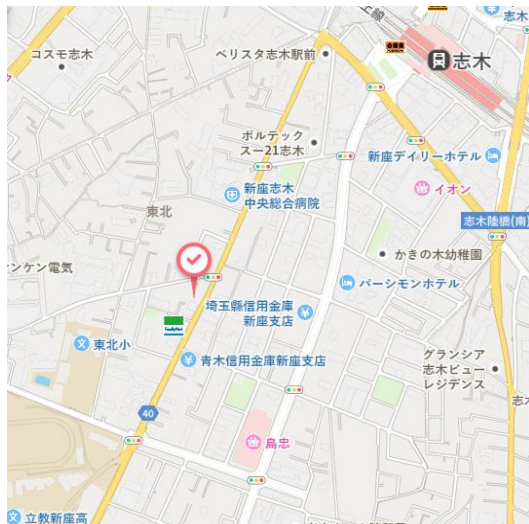 コスモ志木
ベリスタ志木駅前
志木
ボルテック
スー21志木
新座デイリーホテル
イオン
新座志木
中央総合病院
東北
志木陸橋(南)
かきの木幼稚園
ンケン電気
パーシモンホテル
埼玉縣信用金庫
新座支店
東北小
青木信用金庫新座支店
グランシア
志木ビュー
レジデンス
40
島忠
立教新座高